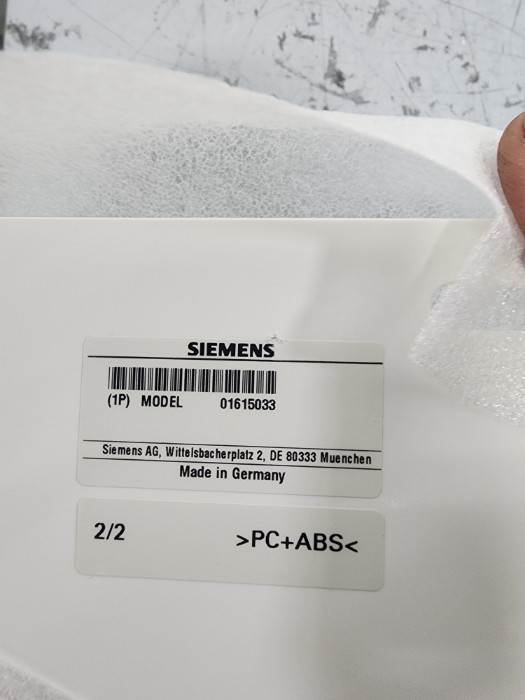 SIEMENS
(1P) MODEL 01615033
Siemens AG, Wittelsbacherplatz 2, DE 80333 Muenchen
Made in Germany
2/2 >PC+ABS<